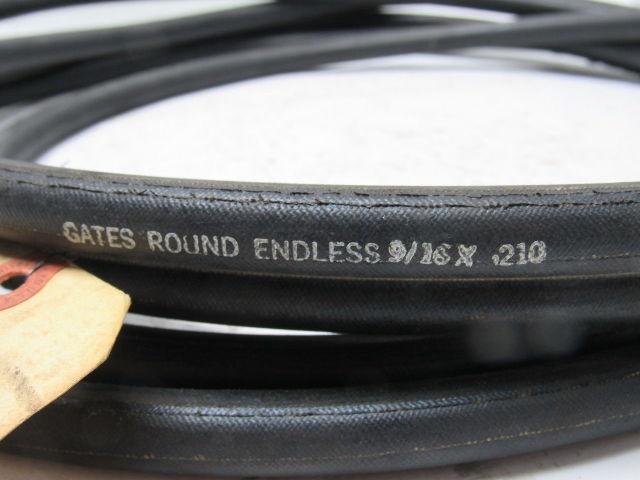 GATES ROUND ENDLESS 9/16 X .210